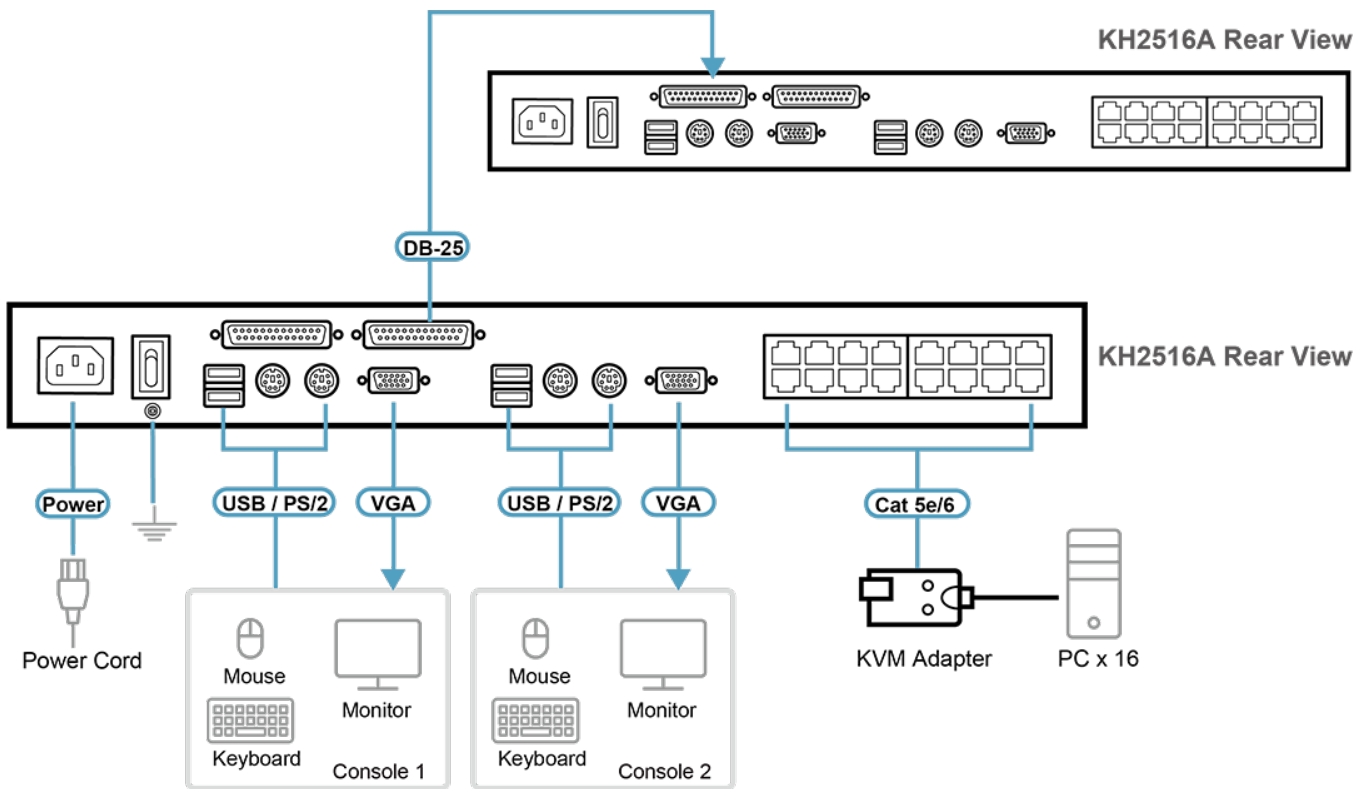 KH2516A Rear View
DB-25
KH2516A Rear View
Power
USB / PS/2
VGA
USB / PS/2
VGA
Cat 5e/6
Power Cord
Mouse
Monitor
Keyboard
Console 1
Mouse
Monitor
Keyboard
Console 2
KVM Adapter
PC x 16